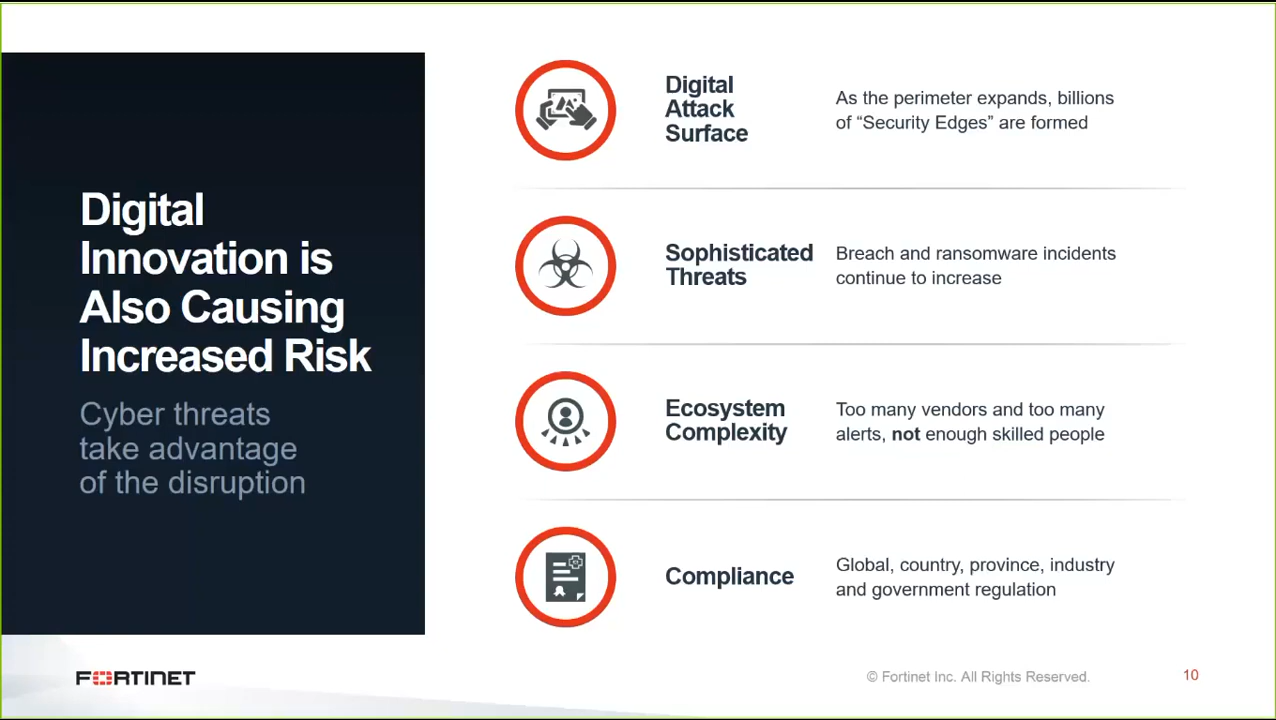 Digital
Innovation is
Also Causing
Increased Risk
Cyber threats
take advantage
of the disruption
Digital
Attack
Surface
As the perimeter expands, billions
of “Security Edges” are formed
Sophisticated
Threats
Breach and ransomware incidents
continue to increase
Ecosystem
Complexity
Too many vendors and too many
alerts, not enough skilled people
Compliance
Global, country, province, industry
and government regulation
FORTINET
© Fortinet Inc. All Rights Reserved.
10